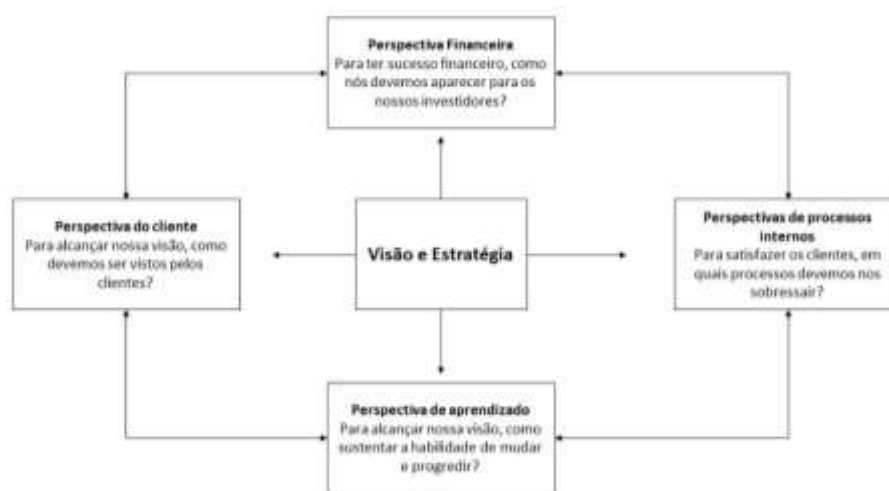 Perspectiva Financeira
Para ter sucesso financeiro, como
nós devemos aparecer para os
nossos investidores?
Perspectiva do cliente
Para alcançar nossa visão, como
devemos ser vistos pelos
clientes?
Visão e Estratégia
Perspectivas de processos
internos
Para satisfazer os clientes, em
quais processos devemos nos
sobressair?
Perspectiva de aprendizado
Para alcançar nossa visão, como
sustentar a habilidade de mudar
e progredir?